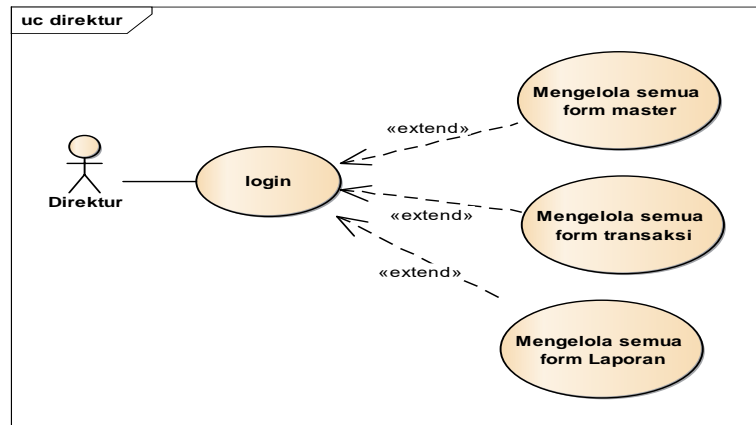 uc direktur
Mengelola semua
form master
«extend»
login
Direktur
«extend»
Mengelola semua
form transaksi
«extend»
Mengelola semua
form Laporan